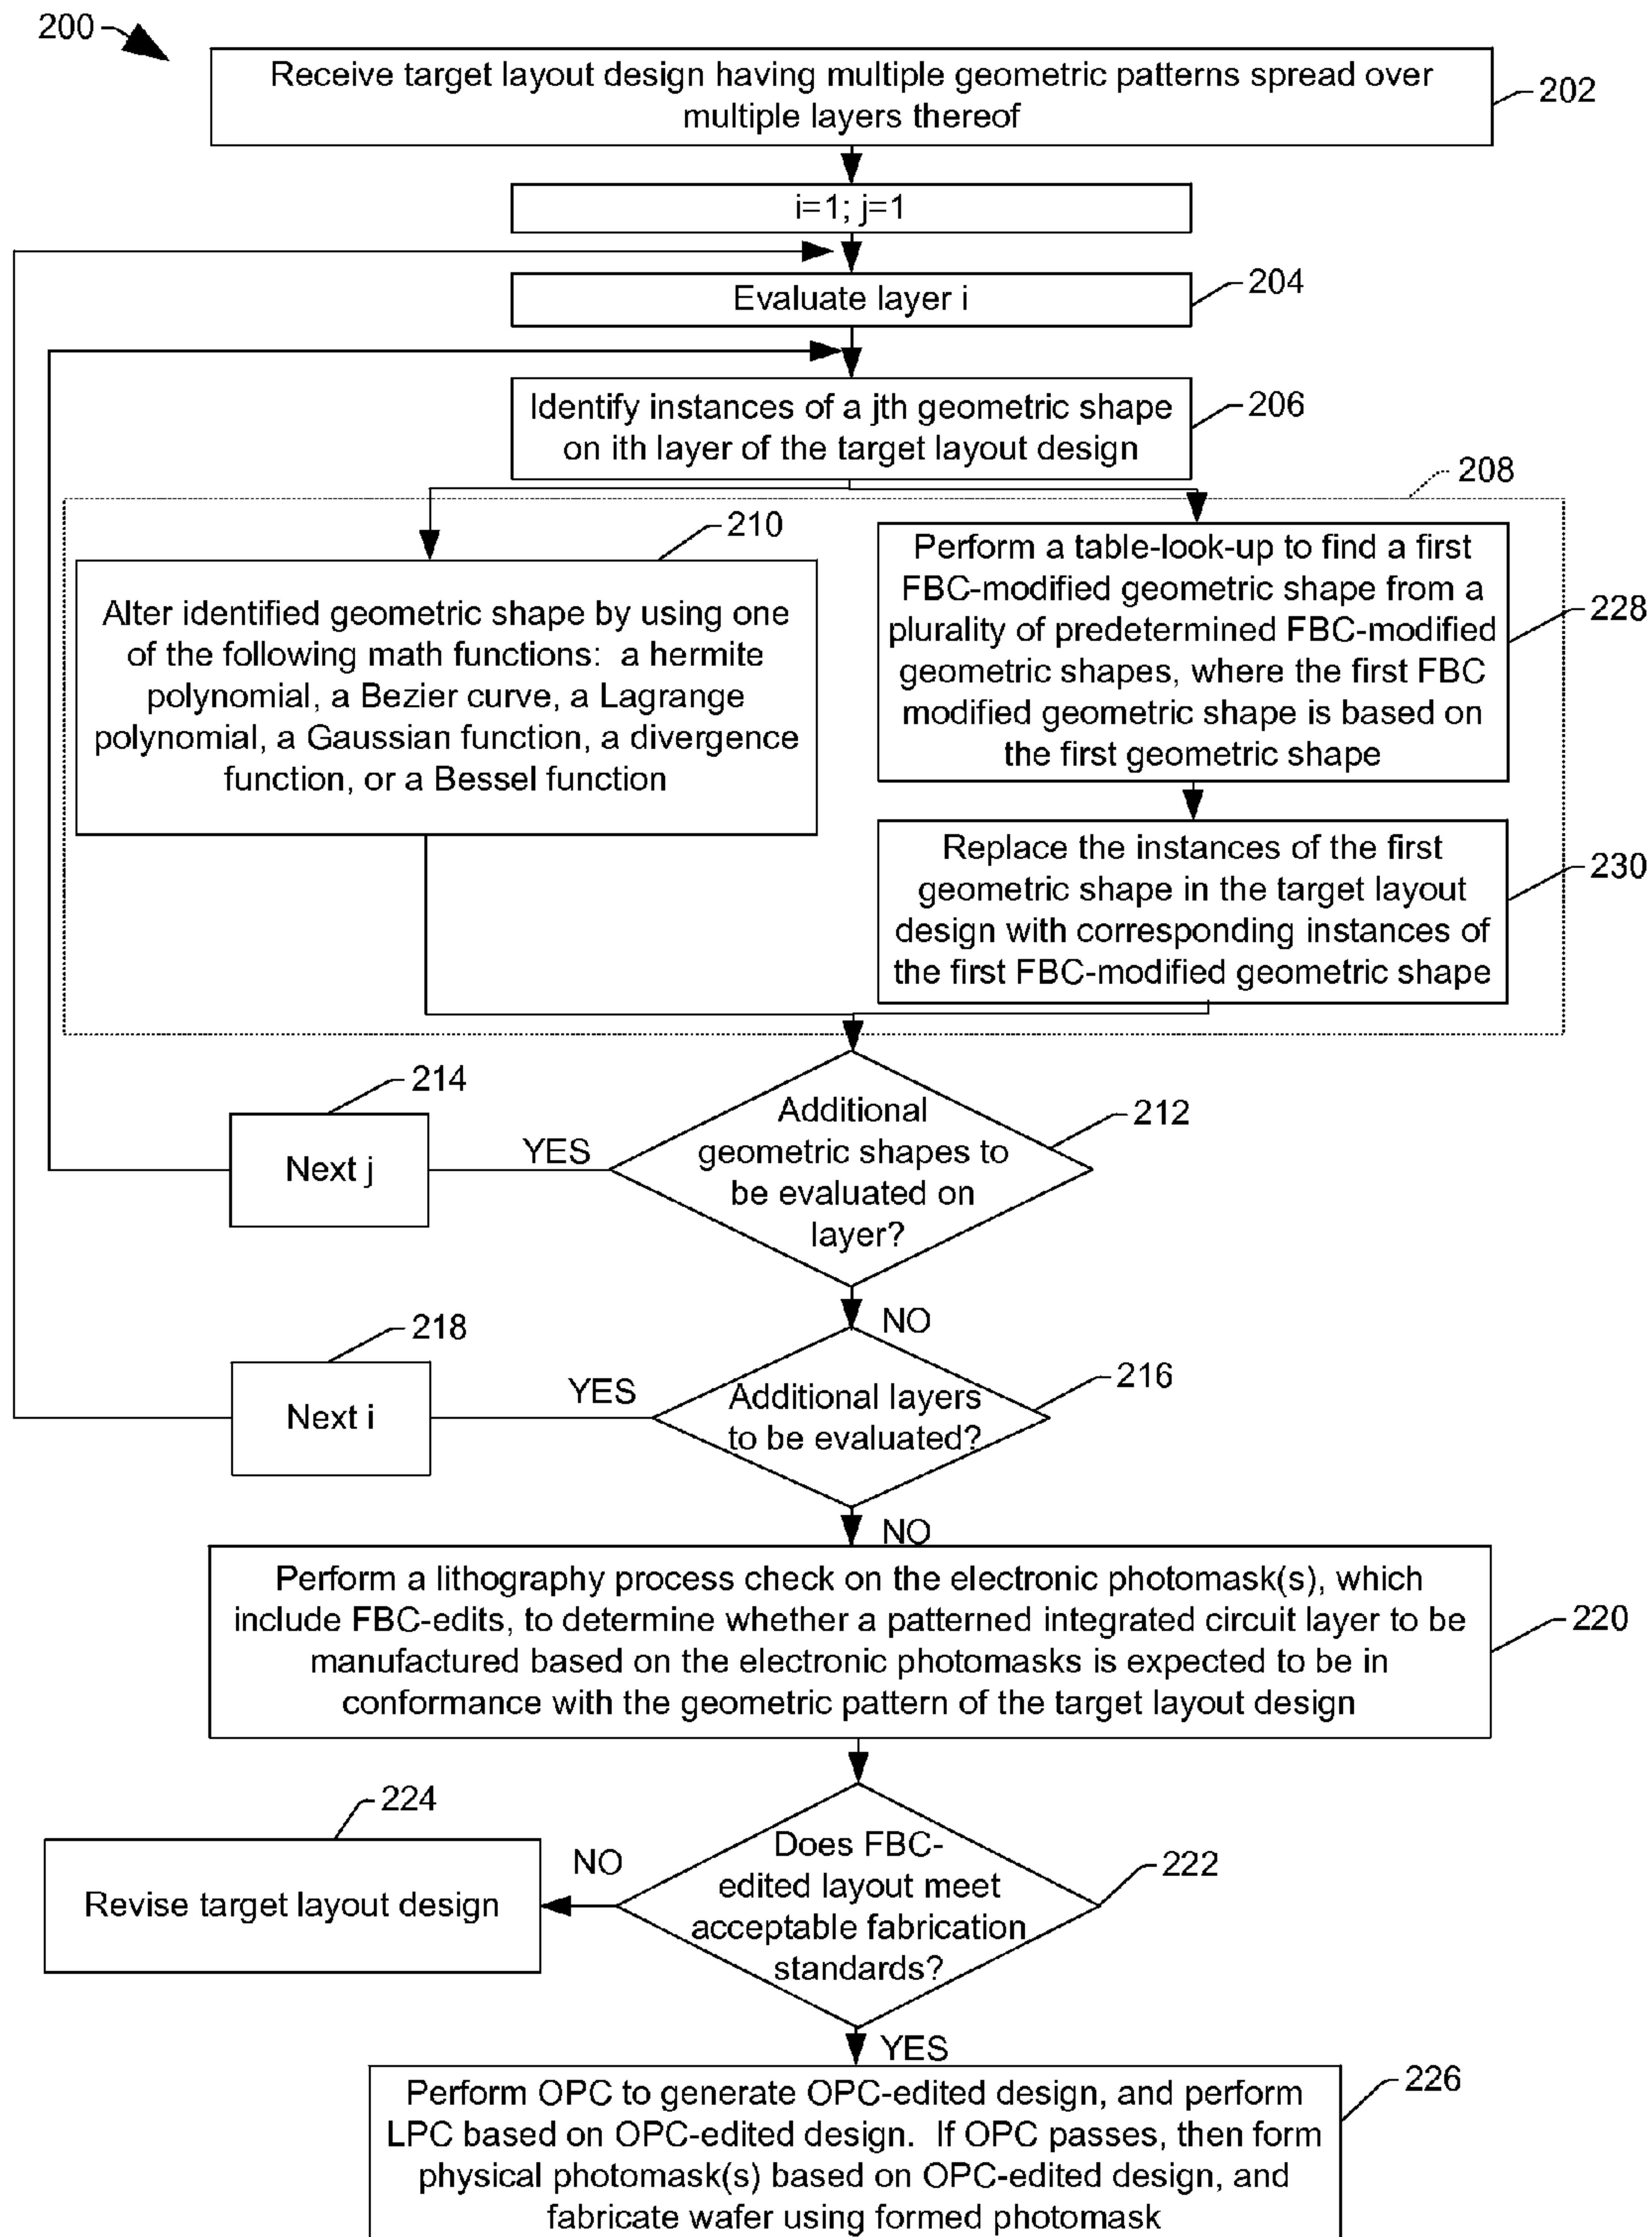 200
Receive target layout design having multiple geometric patterns spread over
multiple layers thereof
202
i=1; j=1
Evaluate layer i
204
Identify instances of a jth geometric shape
on ith layer of the target layout design
206
208
210
Alter identified geometric shape by using one
of the following math functions: a hermite
polynomial, a Bezier curve, a Lagrange
polynomial, a Gaussian function, a divergence
function, or a Bessel function
Perform a table-look-up to find a first
FBC-modified geometric shape from a
plurality of predetermined FBC-modified
geometric shapes, where the first FBC
modified geometric shape is based on
the first geometric shape
228
Replace the instances of the first
geometric shape in the target layout
design with corresponding instances of
the first FBC-modified geometric shape
230
214
Next j
YES
Additional
geometric shapes to
be evaluated on
layer?
212
NO
218
Next i
YES
Additional layers
to be evaluated?
216
NO
Perform a lithography process check on the electronic photomask(s), which
include FBC-edits, to determine whether a patterned integrated circuit layer to be
manufactured based on the electronic photomasks is expected to be in
conformance with the geometric pattern of the target layout design
220
224
Revise target layout design
NO
Does FBC-
edited layout meet
acceptable fabrication
standards?
222
YES
Perform OPC to generate OPC-edited design, and perform
LPC based on OPC-edited design. If OPC passes, then form
physical photomask(s) based on OPC-edited design, and
fabricate wafer using formed photomask
226